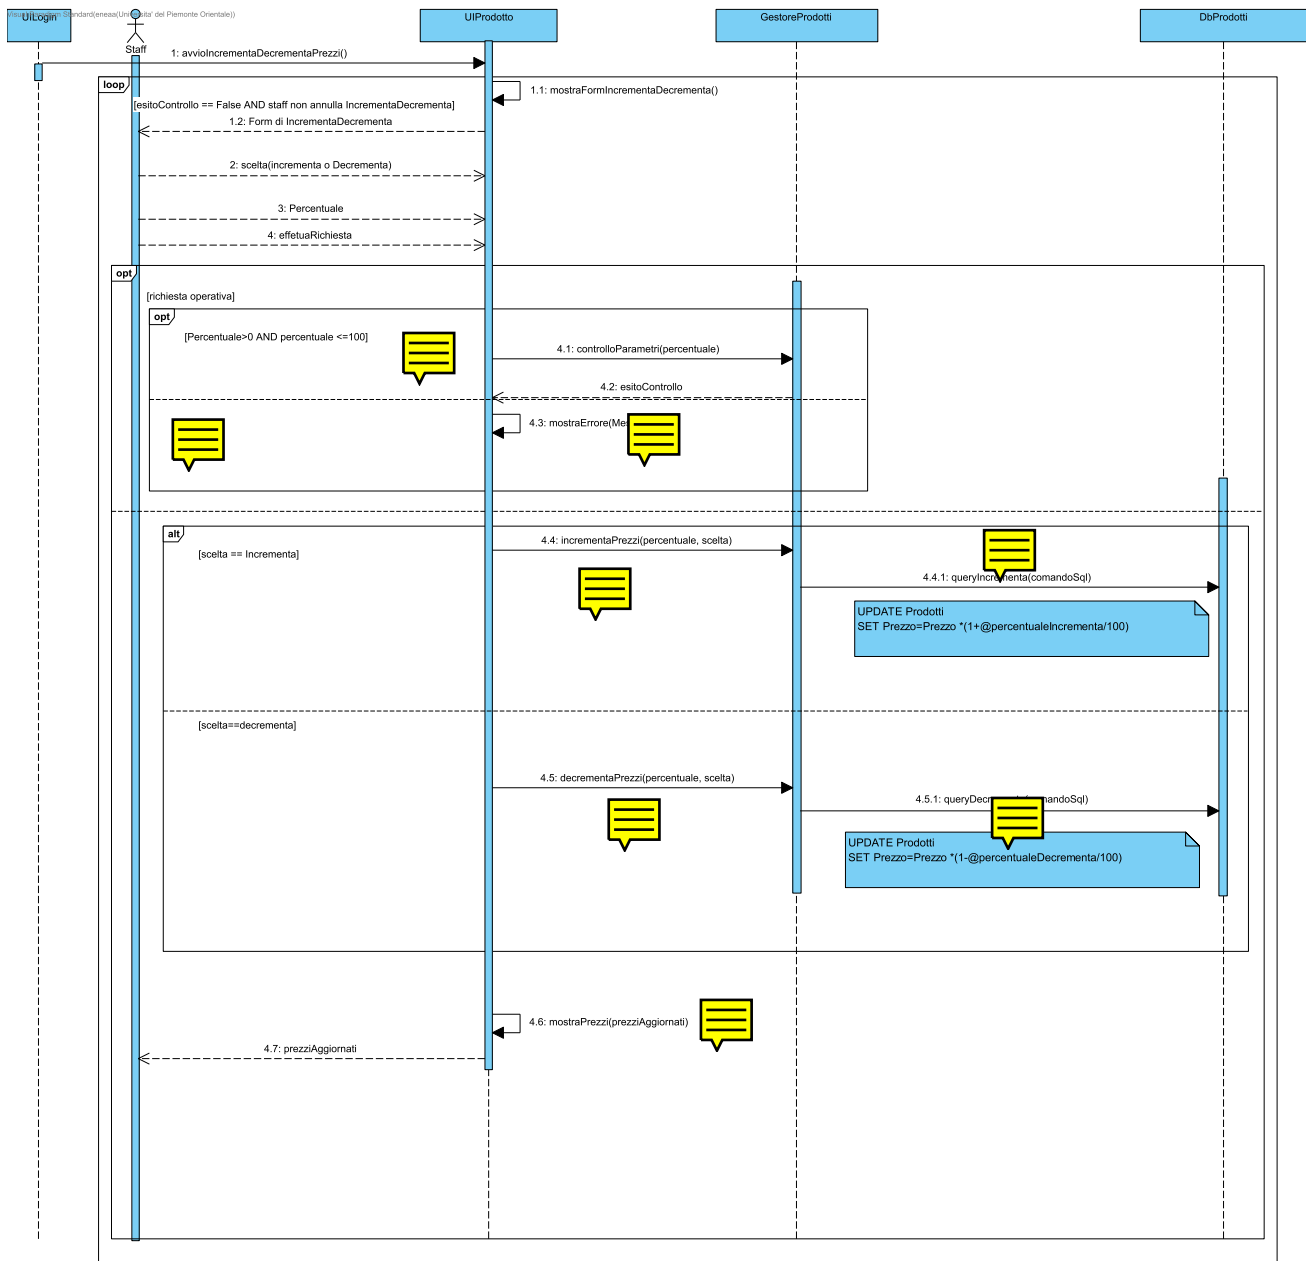 UILogin
Staff
UIProdotto
GestoreProdotti
DbProdotti
1: avvioIncrementaDecrementaPrezzi()
loop
1.1: mostraFormIncrementaDecrementa()
[esitoControllo == False AND staff non annulla IncrementaDecrementa]
1.2: Form di IncrementaDecrementa
2: scelta(incrementa o Decrementa)
3: Percentuale
4: effetuaRichiesta
opt
[richiesta operativa]
opt
[Percentuale>0 AND percentuale <=100]
4.1: controlloParametri(percentuale)
4.2: esitoControllo
4.3: mostraErrore(
alt
[scelta == Incrementa]
4.4: incrementaPrezzi(percentuale, scelta)
4.4.1: queryIncrementa(comandoSql)
UPDATE Prodotti
SET Prezzo=Prezzo *(1+@percentualeIncrementa/100)
[scelta==decrementa]
4.5: decrementaPrezzi(percentuale, scelta)
4.5.1:
UPDATE Prodotti
SET Prezzo=Prezzo *(1-@percentualeDecrementa/100)
4.6: mostraPrezzi(prezziAggiornati)
4.7: prezziAggiornati